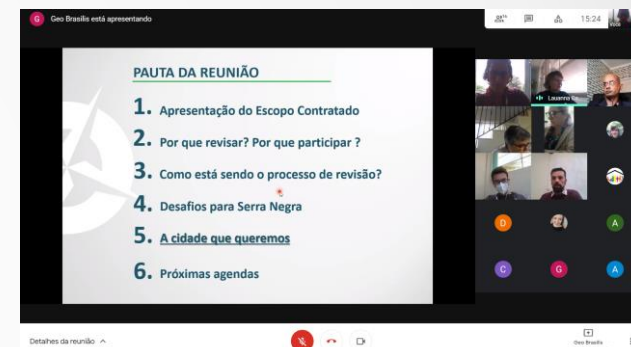 G Geo Brasilis está apresentando
15:24
Você
PAUTA DA REUNIÃO
1. Apresentação do Escopo Contratado
2. Por que revisar? Por que participar ?
3. Como está sendo o processo de revisão?
4. Desafios para Serra Negra
5. A cidade que queremos
6. Próximas agendas
Lauanna
D
A
C
G
A
Detalhes da reunião
Geo Brasilis